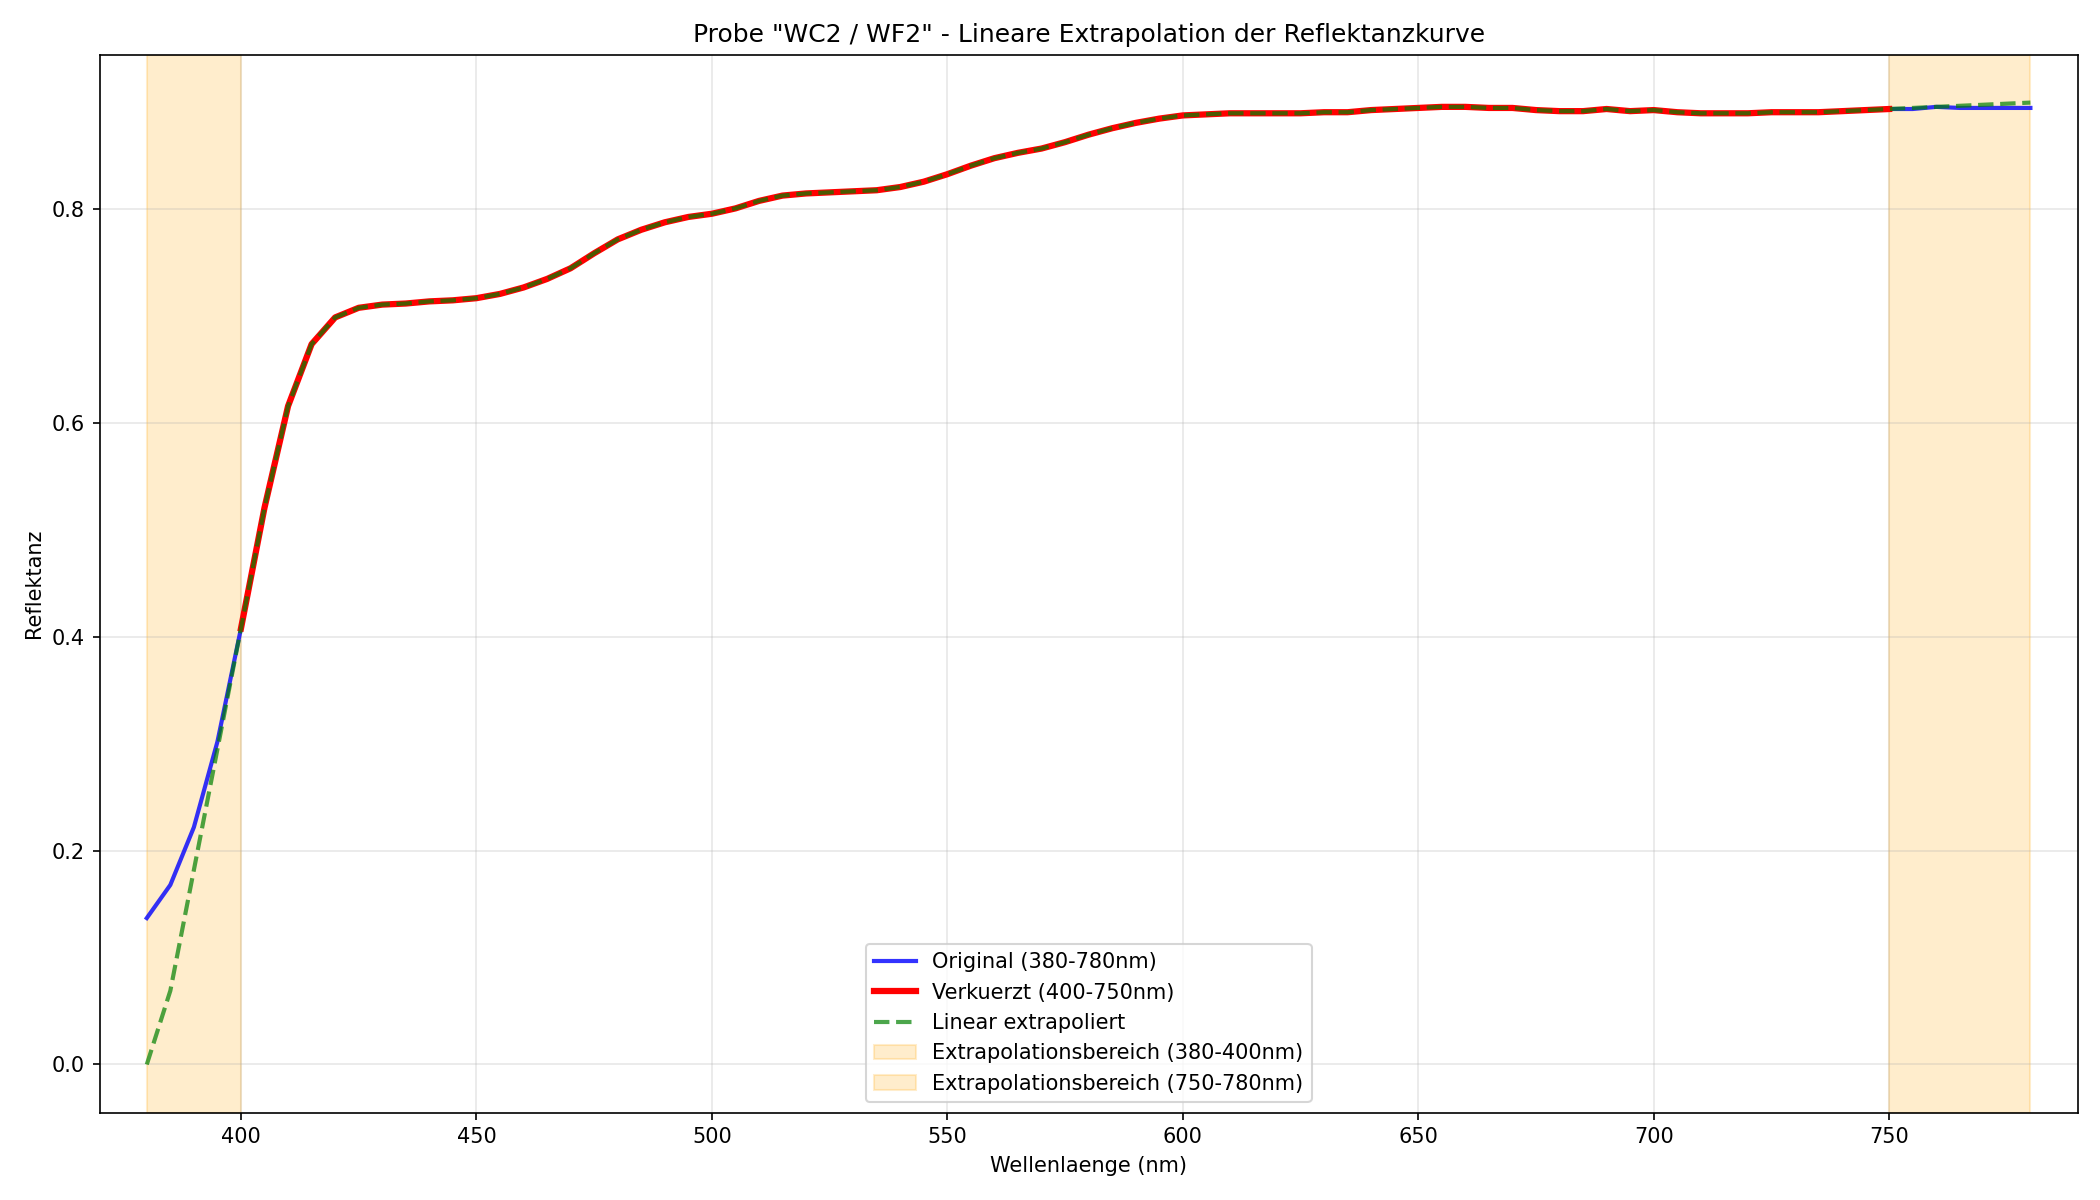 Probe "WC2 / WF2" - Lineare Extrapolation der Reflektanzkurve
Reflektanz
0.8
0.6
0.4
0.2
0.0
400 450 500 550 600 650 700 750
Wellenlaenge (nm)
Original (380-780nm)
Verkuerzt (400-750nm)
Linear extrapoliert
Extrapolationsbereich (380-400nm)
Extrapolationsbereich (750-780nm)